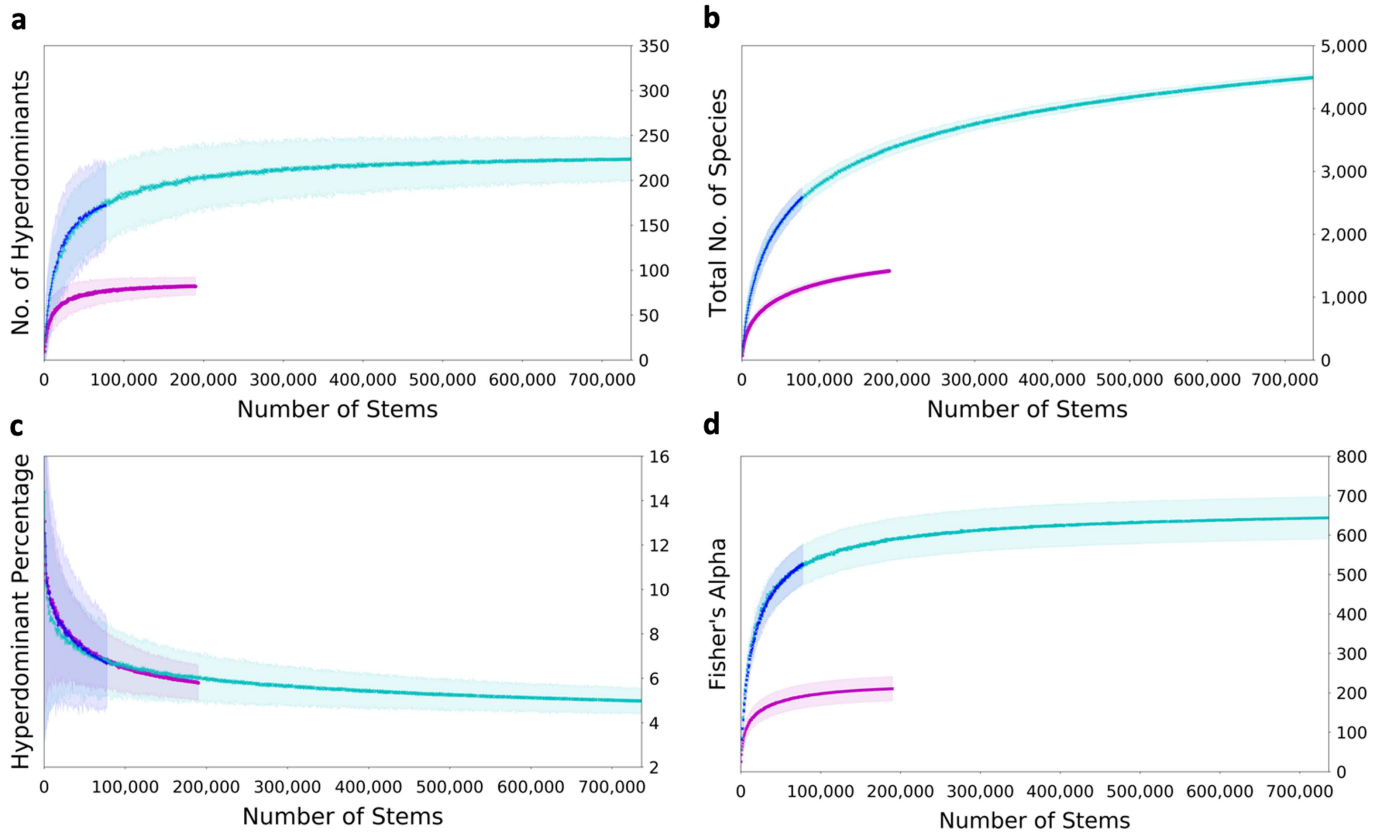 a
No. of Hyperdominants
350
300
250
200
150
100
50
0
0 100,000 200,000 300,000 400,000 500,000 600,000 700,000
Number of Stems
b
Total No. of Species
5,000
4,000
3,000
2,000
1,000
0
0 100,000 200,000 300,000 400,000 500,000 600,000 700,000
Number of Stems
c
Hyperdominant Percentage
16
14
12
10
8
6
4
2
0 100,000 200,000 300,000 400,000 500,000 600,000 700,000
Number of Stems
d
Fisher's Alpha
800
700
600
500
400
300
200
100
0
0 100,000 200,000 300,000 400,000 500,000 600,000 700,000
Number of Stems